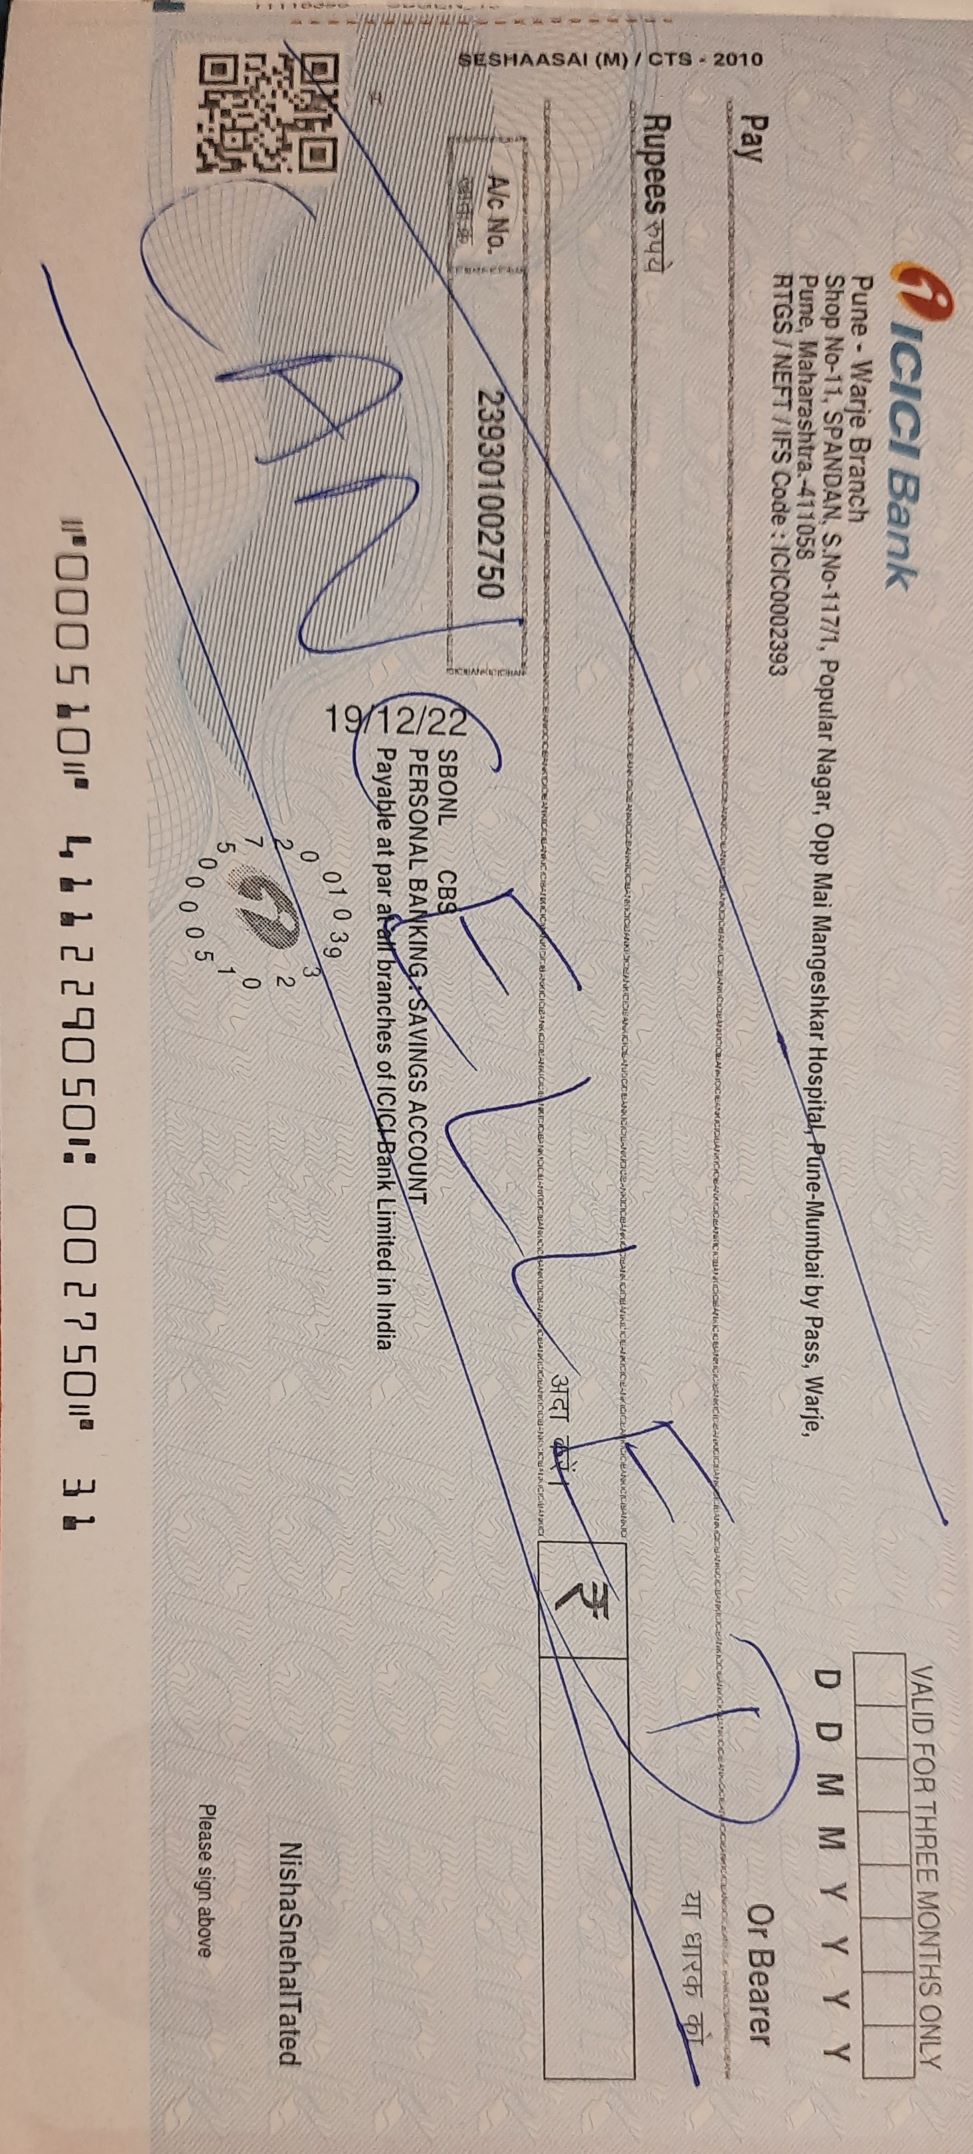 ICICI Bank
Pune - Warje Branch
Shop No-11, SPANDAN, S.No-117/1, Popular Nagar, Opp Mai Mangeshkar Hospital, Pune-Mumbai by Pass, Warje,
Pune, Maharashtra.-411058
RTGS / NEFT / IFS Code : ICIC0002393
VALID FOR THREE MONTHS ONLY
D D M M Y Y Y Y
Pay
Or Bearer
या धारक को
Rupees रुपये
अदा करें।
₹
A/c No.
खाता क्र.
239301002750
CANCELLED
SBONL CBS
19/12/22
PERSONAL BANKING : SAVINGS ACCOUNT
Payable at par at all branches of ICICI Bank Limited in India
NishaSnehalTated
Please sign above
SESHAASAI (M) / CTS - 2010
"000510" 411229050: 002750" 31